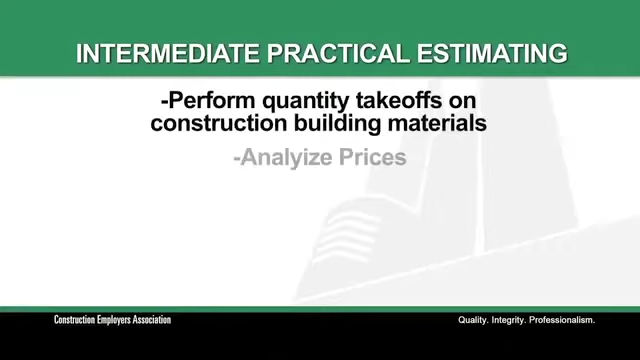 INTERMEDIATE PRACTICAL ESTIMATING
-Perform quantity takeoffs on
construction building materials
-Analyize Prices
Construction Employers Association
Quality. Integrity. Professionalism.